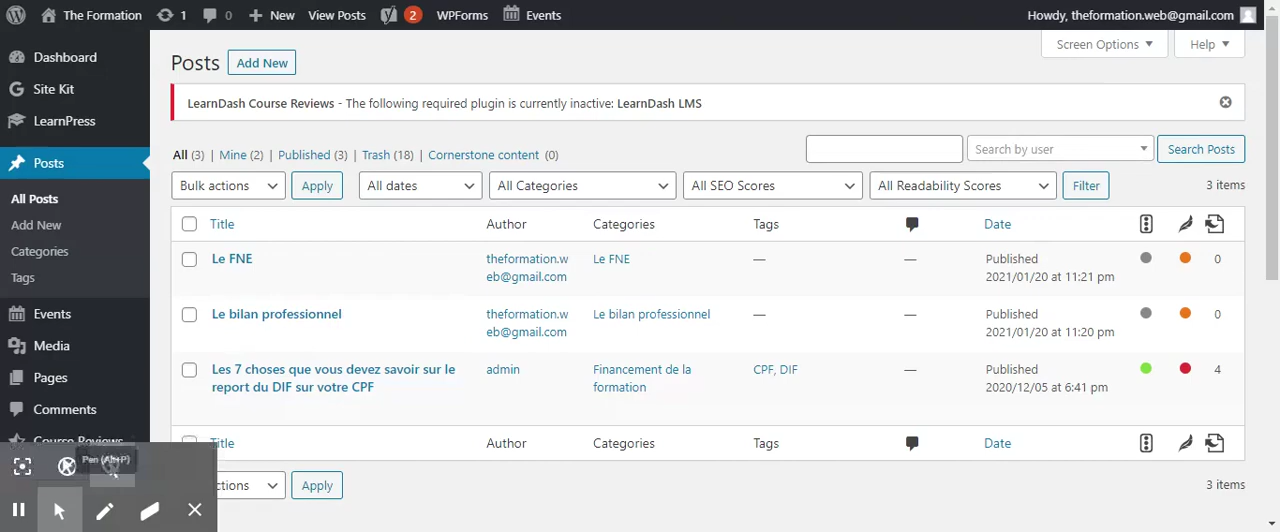 The Formation 1 0 New View Posts WPForms 2 Events Howdy, theformation.web@gmail.com
Screen Options Help
Dashboard
Site Kit
LearnPress
Posts
All Posts
Add New
Categories
Tags
Events
Media
Pages
Comments
Course Reviews
Posts Add New
LearnDash Course Reviews - The following required plugin is currently inactive: LearnDash LMS
All (3) | Mine (2) | Published (3) | Trash (18) | Cornerstone content (0)
Search by user Search Posts
Bulk actions Apply All dates All Categories All SEO Scores All Readability Scores Filter 3 items
Title Author Categories Tags Date
Le FNE theformation.w Le FNE — — Published 0
eb@gmail.com 2021/01/20 at 11:21 pm
Le bilan professionnel theformation.w Le bilan professionnel — — Published 0
eb@gmail.com 2021/01/20 at 11:20 pm
Les 7 choses que vous devez savoir sur le admin Financement de la CPF, DIF — Published 4
report du DIF sur votre CPF formation 2020/12/05 at 6:41 pm
Title Author Categories Tags Date
Pen (Alt+P)
ctions Apply 3 items